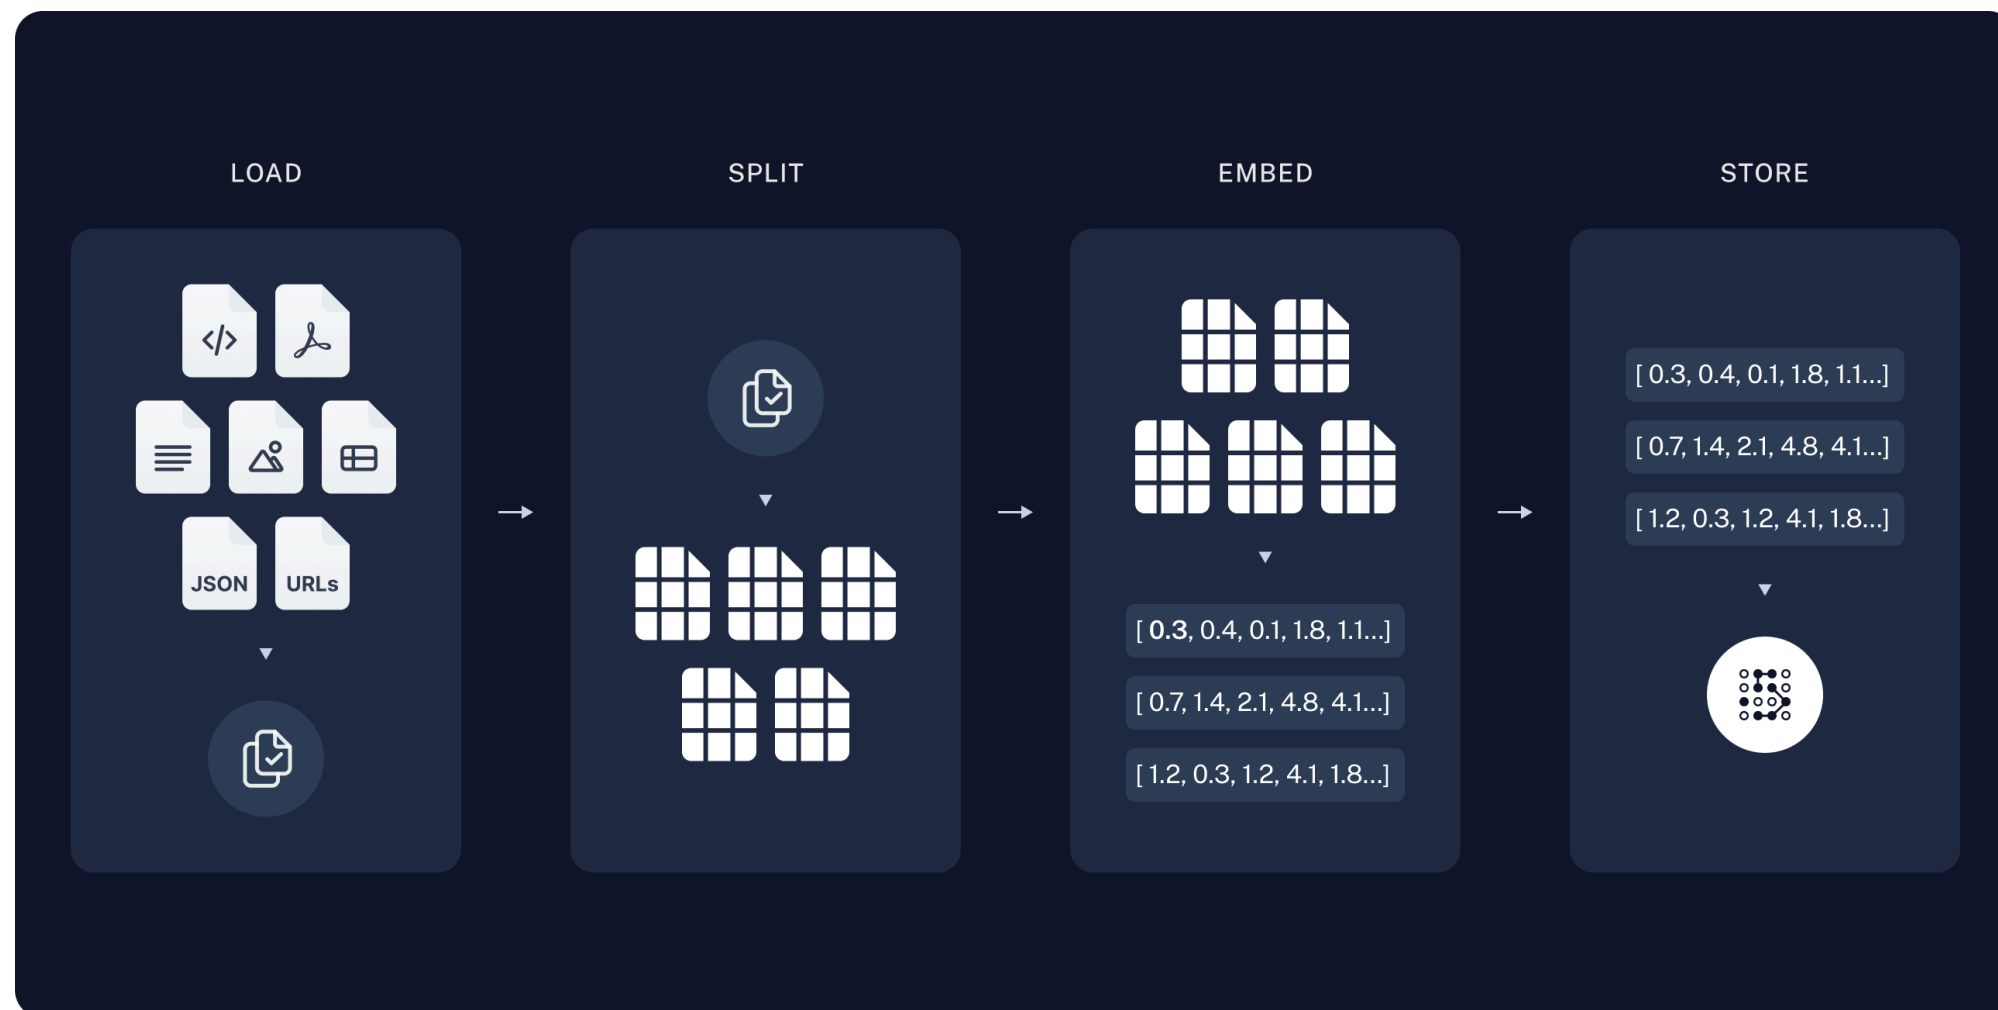 LOAD
SPLIT
EMBED
STORE
JSON
URLs
[ 0.3, 0.4, 0.1, 1.8, 1.1...]
[ 0.7, 1.4, 2.1, 4.8, 4.1...]
[ 1.2, 0.3, 1.2, 4.1, 1.8...]
[ 0.3, 0.4, 0.1, 1.8, 1.1...]
[ 0.7, 1.4, 2.1, 4.8, 4.1...]
[ 1.2, 0.3, 1.2, 4.1, 1.8...]